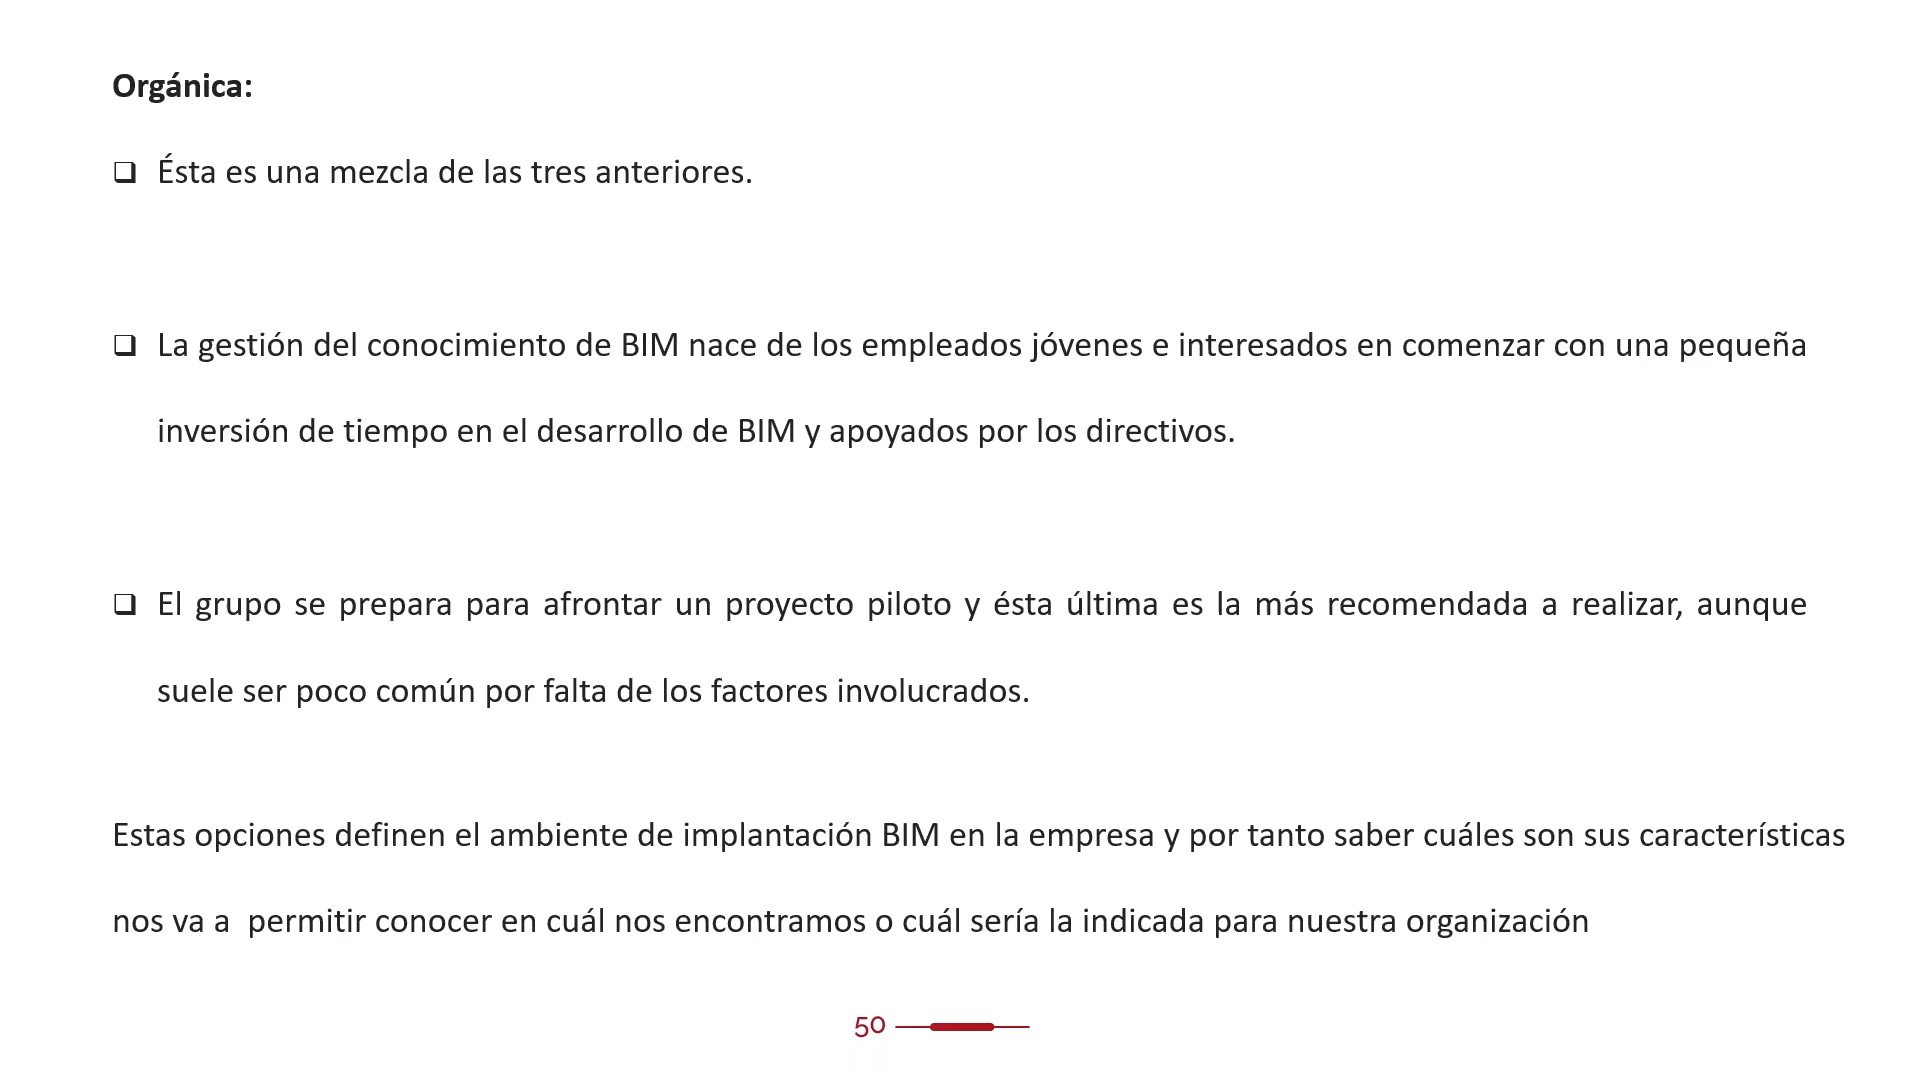 Orgánica:
❑ Ésta es una mezcla de las tres anteriores.
❑ La gestión del conocimiento de BIM nace de los empleados jóvenes e interesados en comenzar con una pequeña
inversión de tiempo en el desarrollo de BIM y apoyados por los directivos.
❑ El grupo se prepara para afrontar un proyecto piloto y ésta última es la más recomendada a realizar, aunque
suele ser poco común por falta de los factores involucrados.
Estas opciones definen el ambiente de implantación BIM en la empresa y por tanto saber cuáles son sus características
nos va a  permitir conocer en cuál nos encontramos o cuál sería la indicada para nuestra organización
50